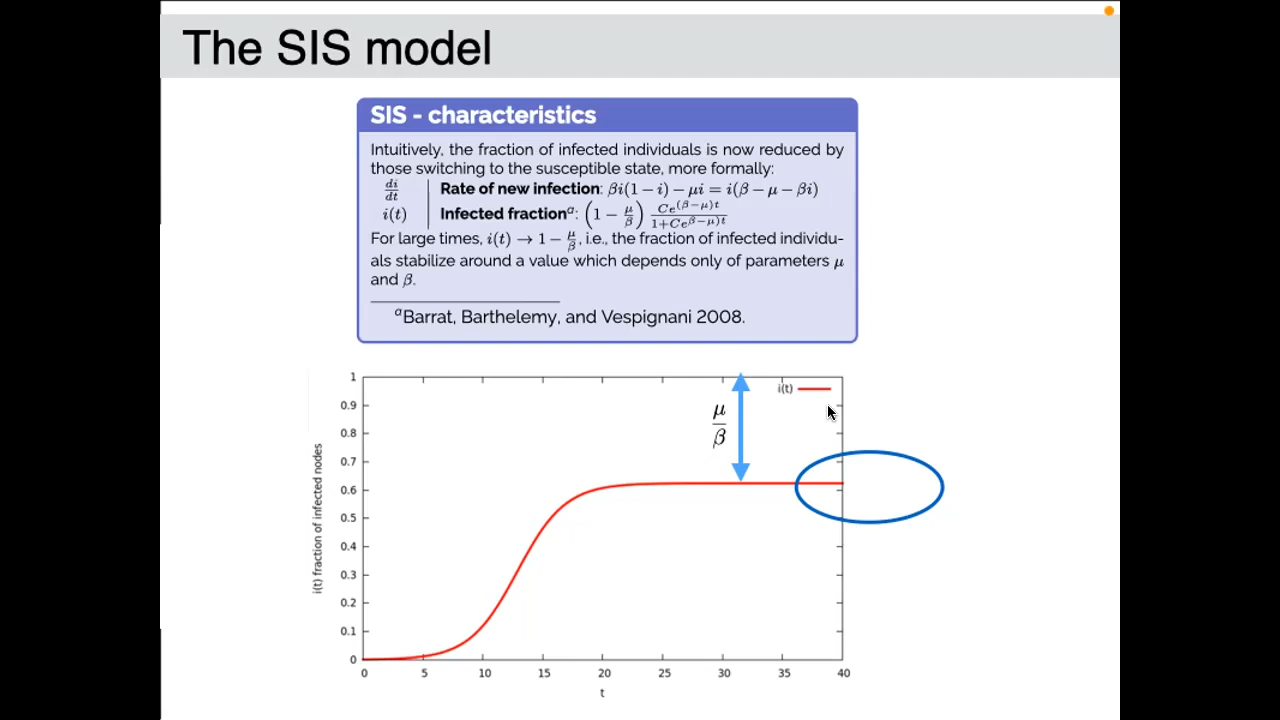 The SIS model
SIS - characteristics
Intuitively, the fraction of infected individuals is now reduced by
those switching to the susceptible state, more formally:
di/dt | Rate of new infection: βi(1 − i) − μi = i(β − μ − βi)
i(t) | Infected fraction^a: (1 − μ/β) Ce^(β−μ)t / 1+Ce^β−μ)t
For large times, i(t) → 1 − μ/β, i.e., the fraction of infected individu-
als stabilize around a value which depends only of parameters μ
and β.
^aBarrat, Barthelemy, and Vespignani 2008.
1
i(t)
0.9
μ/β
0.8
0.7
0.6
0.5
0.4
0.3
0.2
0.1
0
i(t) fraction of infected nodes
0 5 10 15 20 25 30 35 40
t